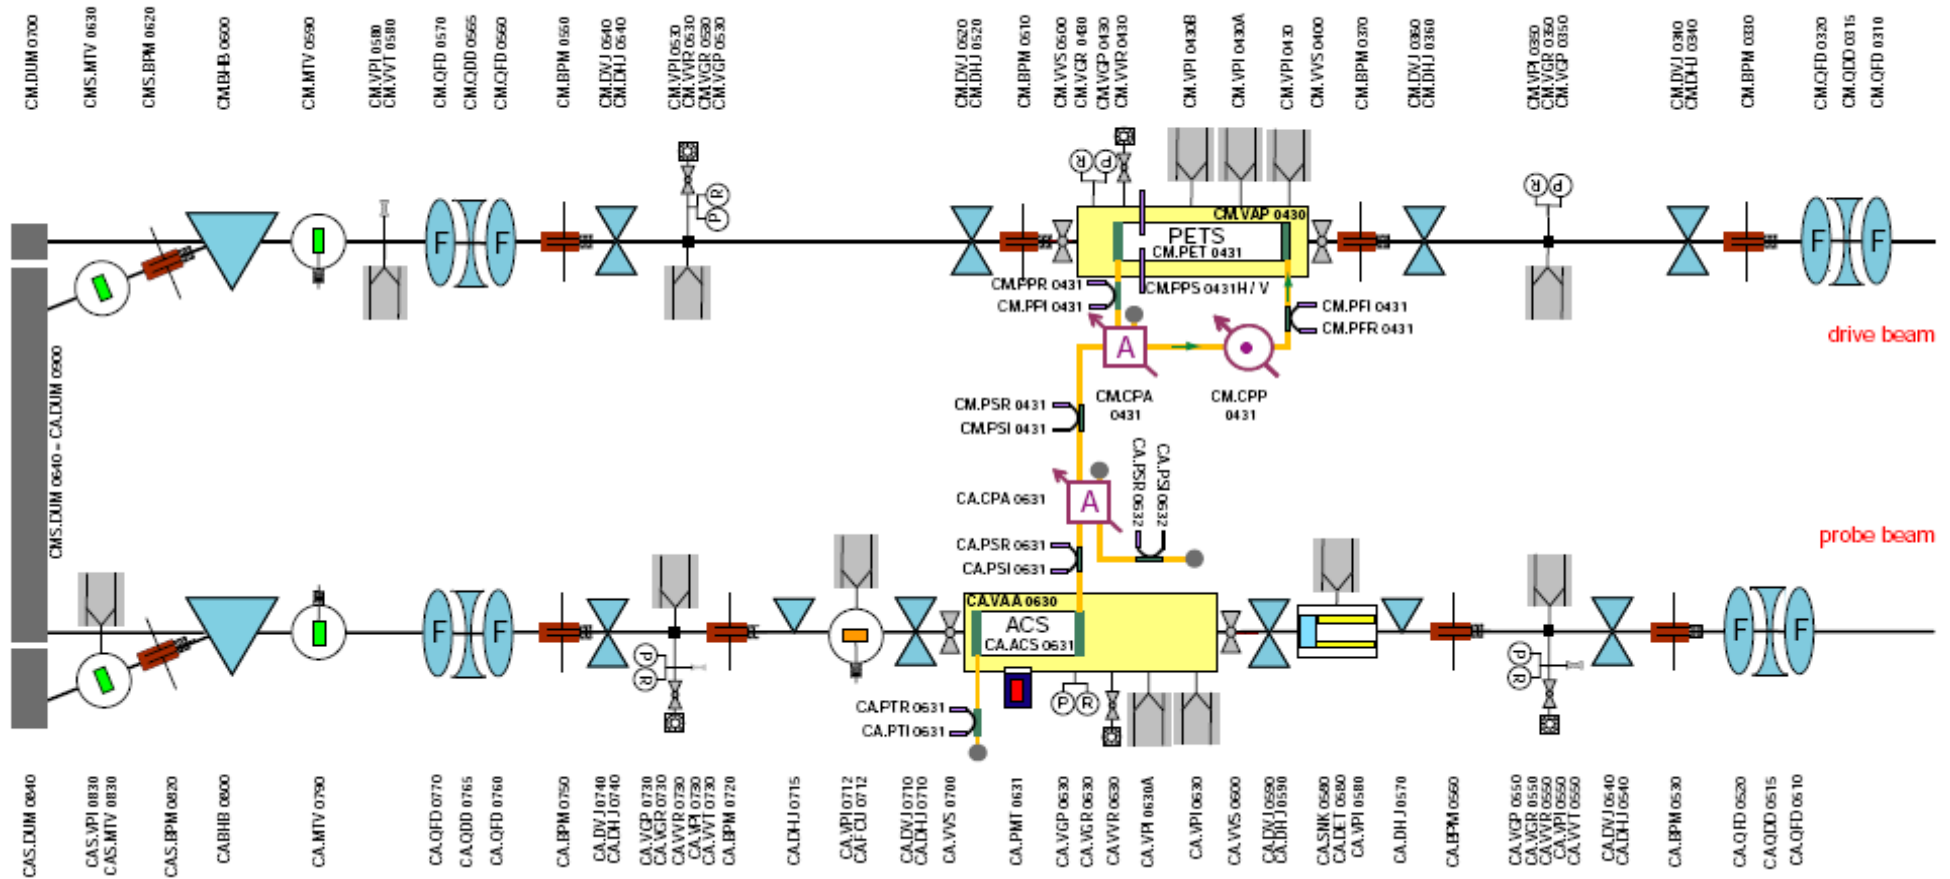 CM.DUM 0700
CMS.MTV 0630
CMS.BPM 0620
CM.BHB 0600
CM.MTV 0590
CM.VPI 0580
CM.VVT 0580
CM.QFD 0570
CM.QDD 0565
CM.QFD 0560
CM.BPM 0550
CM.DVJ 0540
CM.DHJ 0540
CM.VPI 0530
CM.VVR 0530
CM.VGP 0530
CM.DVJ 0520
CM.DHJ 0520
CM.BPM 0510
CM.VVS 0500
CM.VGR 0430
CM.VGP 0430
CM.VVR 0430
CM.VPI 0430B
CM.VPI 0430A
CM.VPI 0430
CM.VVS 0400
CM.BPM 0370
CM.DVJ 0360
CM.DHJ 0360
CM.VPI 0350
CM.VGR 0350
CM.VGP 0350
CM.DVJ 0340
CM.DHJ 0340
CM.BPM 0330
CM.QFD 0320
CM.QDD 0315
CM.QFD 0310
R
P
R
P
R
P
F
F
CM.VAP 0430
PETS
CM.PET 0431
F
F
CM.PPR 0431
CM.PPI 0431
CM.PPS 0431H / V
CM.PFI 0431
CM.PFR 0431
drive beam
A
CM.CPA
0431
CM.CPP
0431
CM.PSR 0431
CM.PSI 0431
CMS.DUM 0640 - CA.DUM 0900
CA.CPA 0631
A
CA.PSR 0632
CA.PSI 0632
probe beam
CA.PSR 0631
CA.PSI 0631
CA.VAA 0630
ACS
CA.ACS 0631
F
F
F
F
P
R
P
R
P
R
CA.PTR 0631
CA.PTI 0631
CAS.DUM 0840
CAS.VPI 0830
CAS.MTV 0830
CAS.BPM 0820
CA.BHB 0800
CA.MTV 0790
CA.QFD 0770
CA.QDD 0765
CA.QFD 0760
CA.BPM 0750
CA.DVJ 0740
CA.DHJ 0740
CA.VGP 0730
CA.VGR 0730
CA.VVR 0730
CA.VPI 0730
CA.VVT 0730
CA.BPM 0720
CA.DHJ 0715
CA.VPI 0712
CA.FCU 0712
CA.DVJ 0710
CA.DHJ 0710
CA.VVS 0700
CA.PMT 0631
CA.VGP 0630
CA.VGR 0630
CA.VVR 0630
CA.VPI 0630A
CA.VPI 0630
CA.VVS 0600
CA.DVJ 0590
CA.DHJ 0590
CA.SNK 0580
CA.DET 0580
CA.VPI 0580
CA.DHJ 0570
CA.BPM 0560
CA.VGP 0550
CA.VGR 0550
CA.VVR 0550
CA.VPI 0550
CA.VVT 0550
CA.DVJ 0540
CA.DHJ 0540
CA.BPM 0530
CA.QFD 0520
CA.QDD 0515
CA.QFD 0510